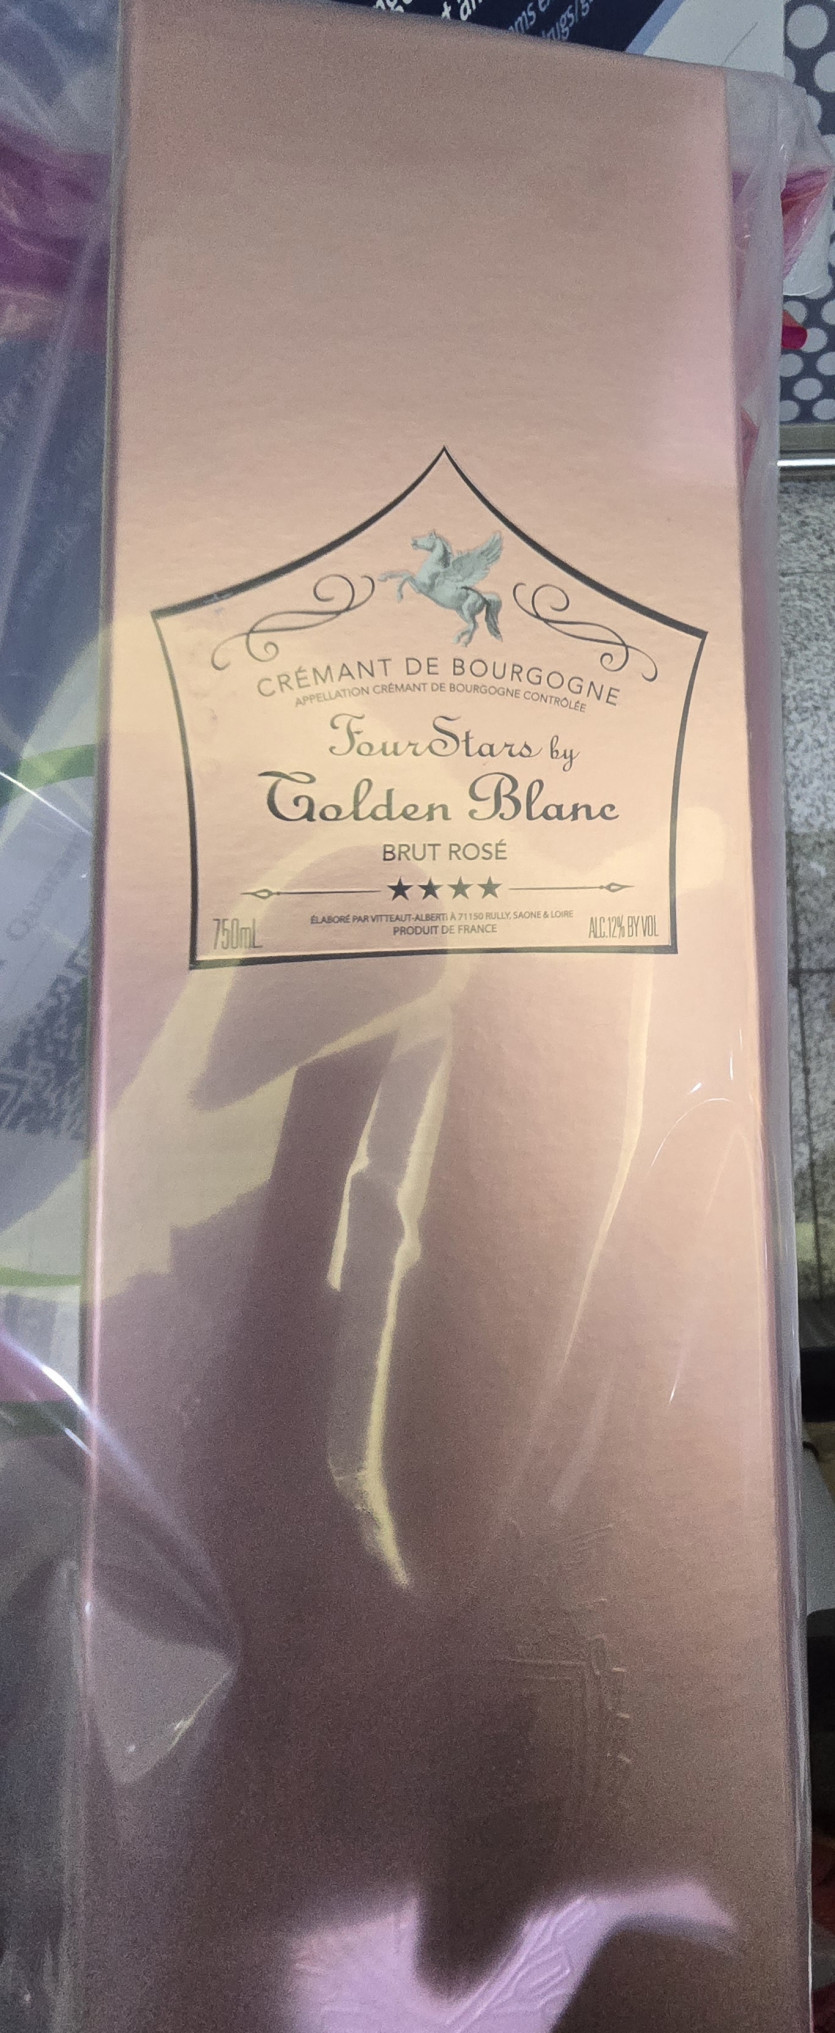 CRÉMANT DE BOURGOGNE
APPELLATION CRÉMANT DE BOURGOGNE CONTRÔLÉE
FourStars by
Golden Blanc
BRUT ROSÉ
★★★★
750mL
ÉLABORÉ PAR VITTEAUT-ALBERTI À 71150 RULLY, SAONE & LOIRE
PRODUIT DE FRANCE
ALC.12% BY VOL